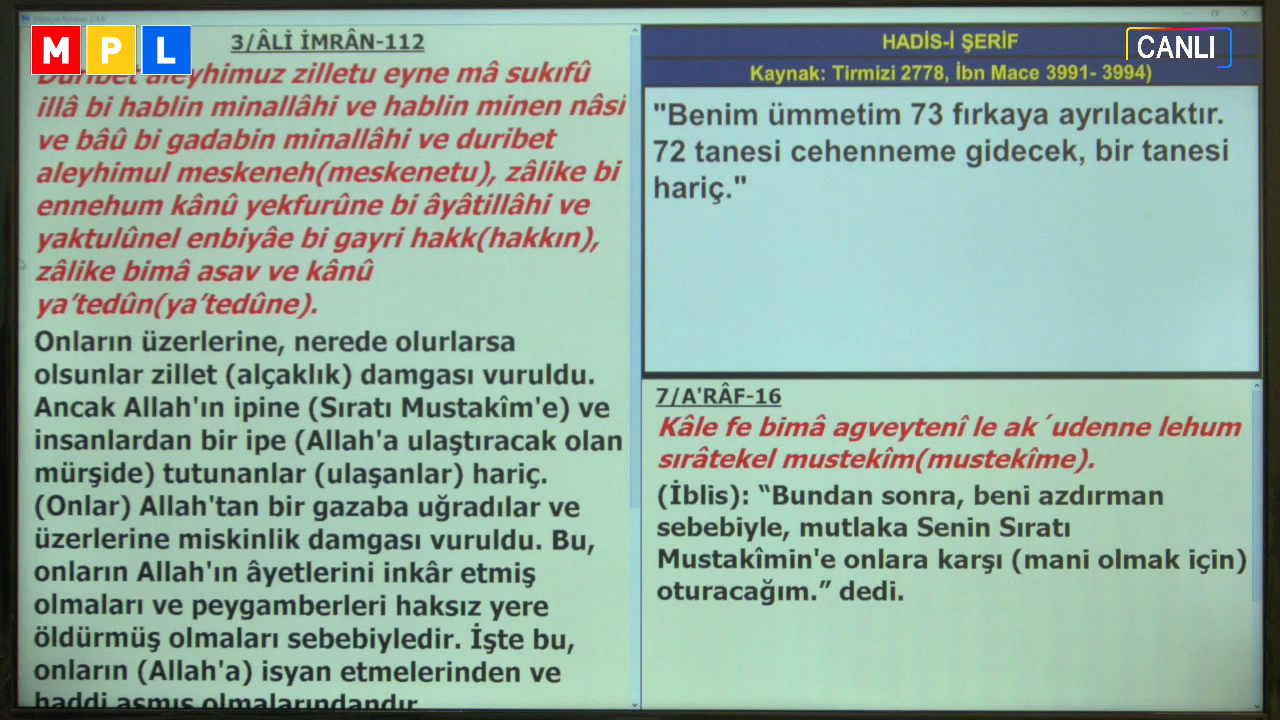 MPL
3/ÂLİ İMRÂN-112
Duribet aleyhimuz zilletu eyne mâ sukıfû
illâ bi hablin minallâhi ve hablin minen nâsi
ve bâû bi gadabin minallâhi ve duribet
aleyhimul meskeneh(meskenetu), zâlike bi
ennehum kânû yekfurûne bi âyâtillâhi ve
yaktulûnel enbiyâe bi gayri hakk(hakkın),
zâlike bimâ asav ve kânû
ya’tedûn(ya’tedûne).
Onların üzerlerine, nerede olurlarsa
olsunlar zillet (alçaklık) damgası vuruldu.
Ancak Allah'ın ipine (Sıratı Mustakîm'e) ve
insanlardan bir ipe (Allah'a ulaştıracak olan
mürşide) tutunanlar (ulaşanlar) hariç.
(Onlar) Allah'tan bir gazaba uğradılar ve
üzerlerine miskinlik damgası vuruldu. Bu,
onların Allah'ın âyetlerini inkâr etmiş
olmaları ve peygamberleri haksız yere
öldürmüş olmaları sebebiyledir. İşte bu,
onların (Allah'a) isyan etmelerinden ve
haddi aşmış olmalarındandır.
HADİS-İ ŞERİF
CANLI
Kaynak: Tirmizi 2778, İbn Mace 3991- 3994)
"Benim ümmetim 73 fırkaya ayrılacaktır.
72 tanesi cehenneme gidecek, bir tanesi
hariç."
7/A'RÂF-16
Kâle fe bimâ agveytenî le ak´udenne lehum
sırâtekel mustekîm(mustekîme).
(İblis): “Bundan sonra, beni azdırman
sebebiyle, mutlaka Senin Sıratı
Mustakîmin'e onlara karşı (mani olmak için)
oturacağım.” dedi.